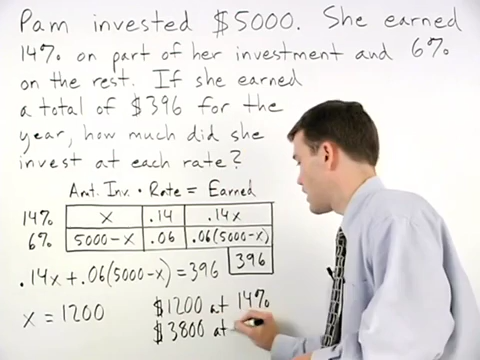 Pam invested $5000. She earned
14% on part of her investment and 6%
on the rest. If she earned
a total of $396 for the
year, how much did she
invest at each rate?
Amt. Inv. • Rate = Earned
14% x .14 .14x
6% 5000-x .06 .06(5000-x)
396
.14x + .06(5000-x) = 396
x = 1200
$1200 at 14%
$3800 at